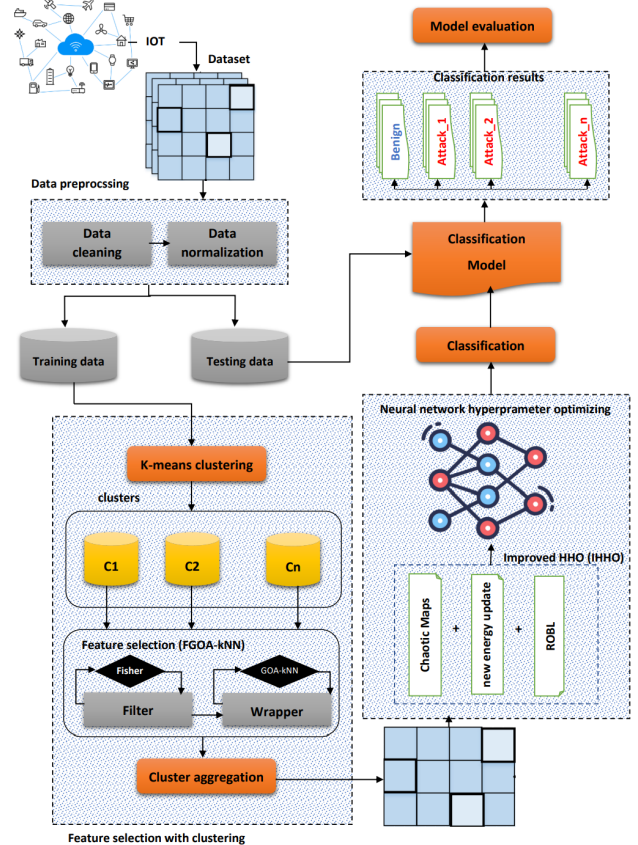 IOT
Dataset
Data preprocssing
Data
cleaning
Data
normalization
Training data
Testing data
K-means clustering
clusters
C1
C2
Cn
Feature selection (FGOA-kNN)
Fisher
GOA-kNN
Filter
Wrapper
Cluster aggregation
Feature selection with clustering
Model evaluation
Classification results
Benign
Attack_1
Attack_2
Attack_n
Classification
Model
Classification
Neural network hyperprameter optimizing
Improved HHO (IHHO)
Chaotic Maps
+
new energy update
+
ROBL